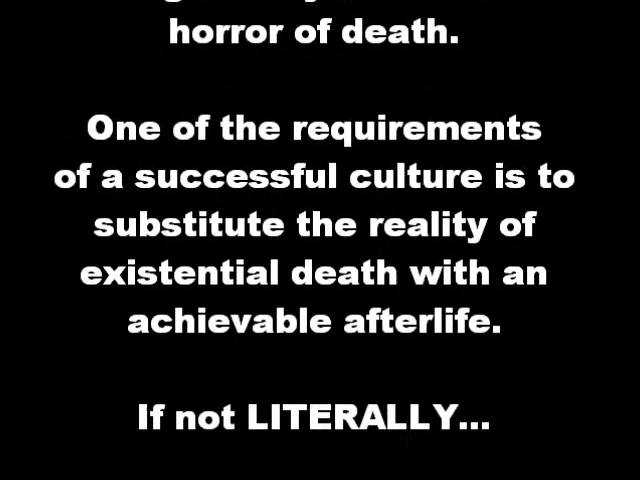 horror of death.
One of the requirements
of a successful culture is to
substitute the reality of
existential death with an
achievable afterlife.
If not LITERALLY...